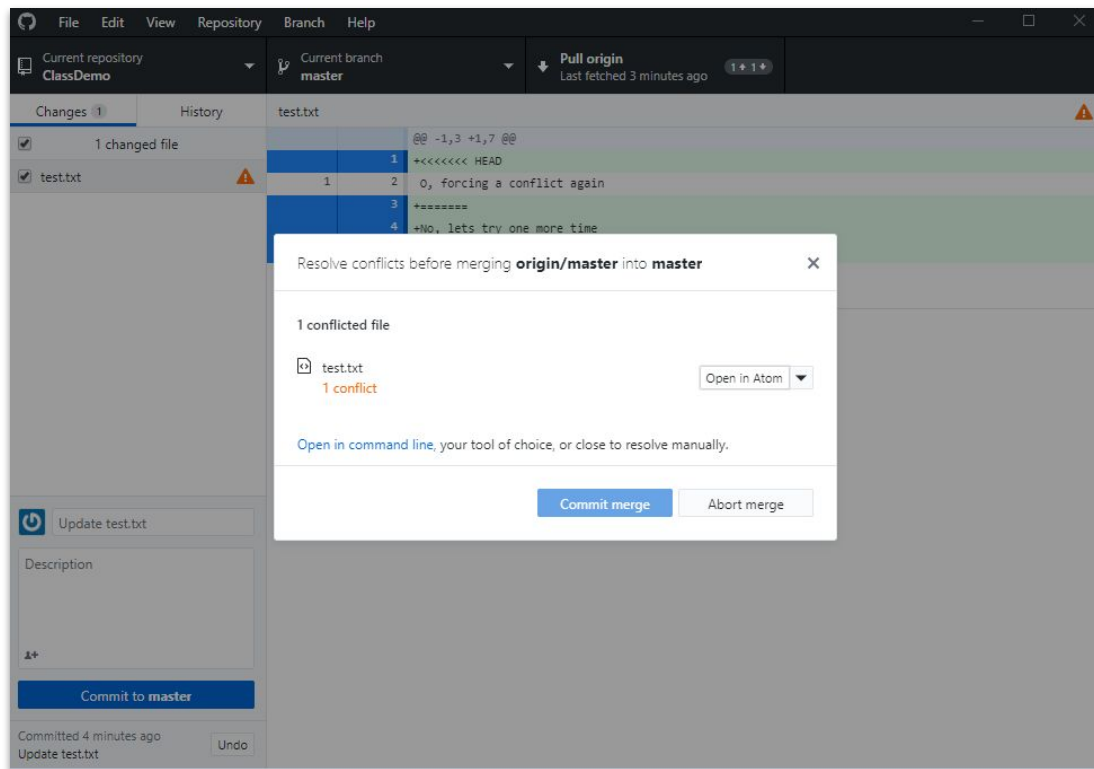 File Edit View Repository Branch Help
Current repository
ClassDemo
Current branch
master
Pull origin
Last fetched 3 minutes ago
1 1
Changes 1 History
test.txt
1 changed file
@@ -1,3 +1,7 @@
1 +<<<<<<< HEAD
test.txt
1 2 O, forcing a conflict again
3 +=======
4 +No, lets try one more time
Resolve conflicts before merging origin/master into master
1 conflicted file
test.txt
1 conflict
Open in Atom
Open in command line, your tool of choice, or close to resolve manually.
Commit merge Abort merge
Update test.txt
Description
Commit to master
Committed 4 minutes ago
Update test.txt
Undo